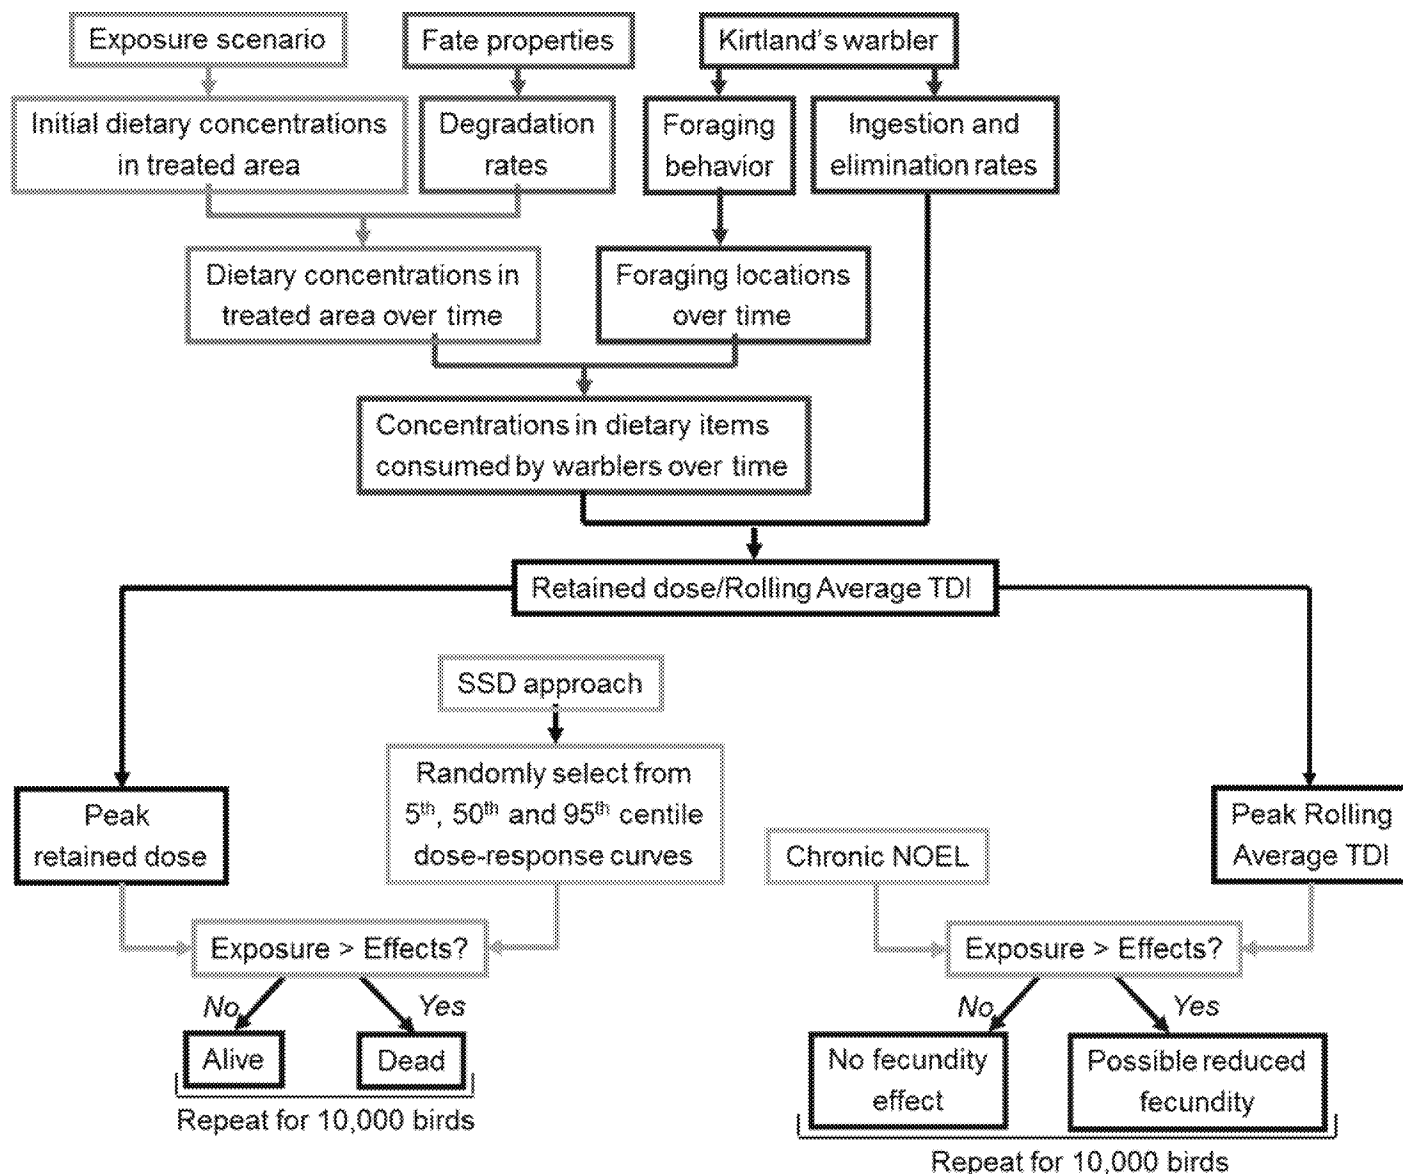 Exposure scenario
Fate properties
Kirtland's warbler
Initial dietary concentrations
in treated area
Degradation
rates
Foraging
behavior
Ingestion and
elimination rates
Dietary concentrations in
treated area over time
Foraging locations
over time
Concentrations in dietary items
consumed by warblers over time
Retained dose/Rolling Average TDI
SSD approach
Randomly select from
5th, 50th and 95th centile
dose-response curves
Peak
retained dose
Chronic NOEL
Peak Rolling
Average TDI
Exposure > Effects?
Exposure > Effects?
No
Yes
No
Yes
Alive
Dead
Repeat for 10,000 birds
No fecundity
effect
Possible reduced
fecundity
Repeat for 10,000 birds